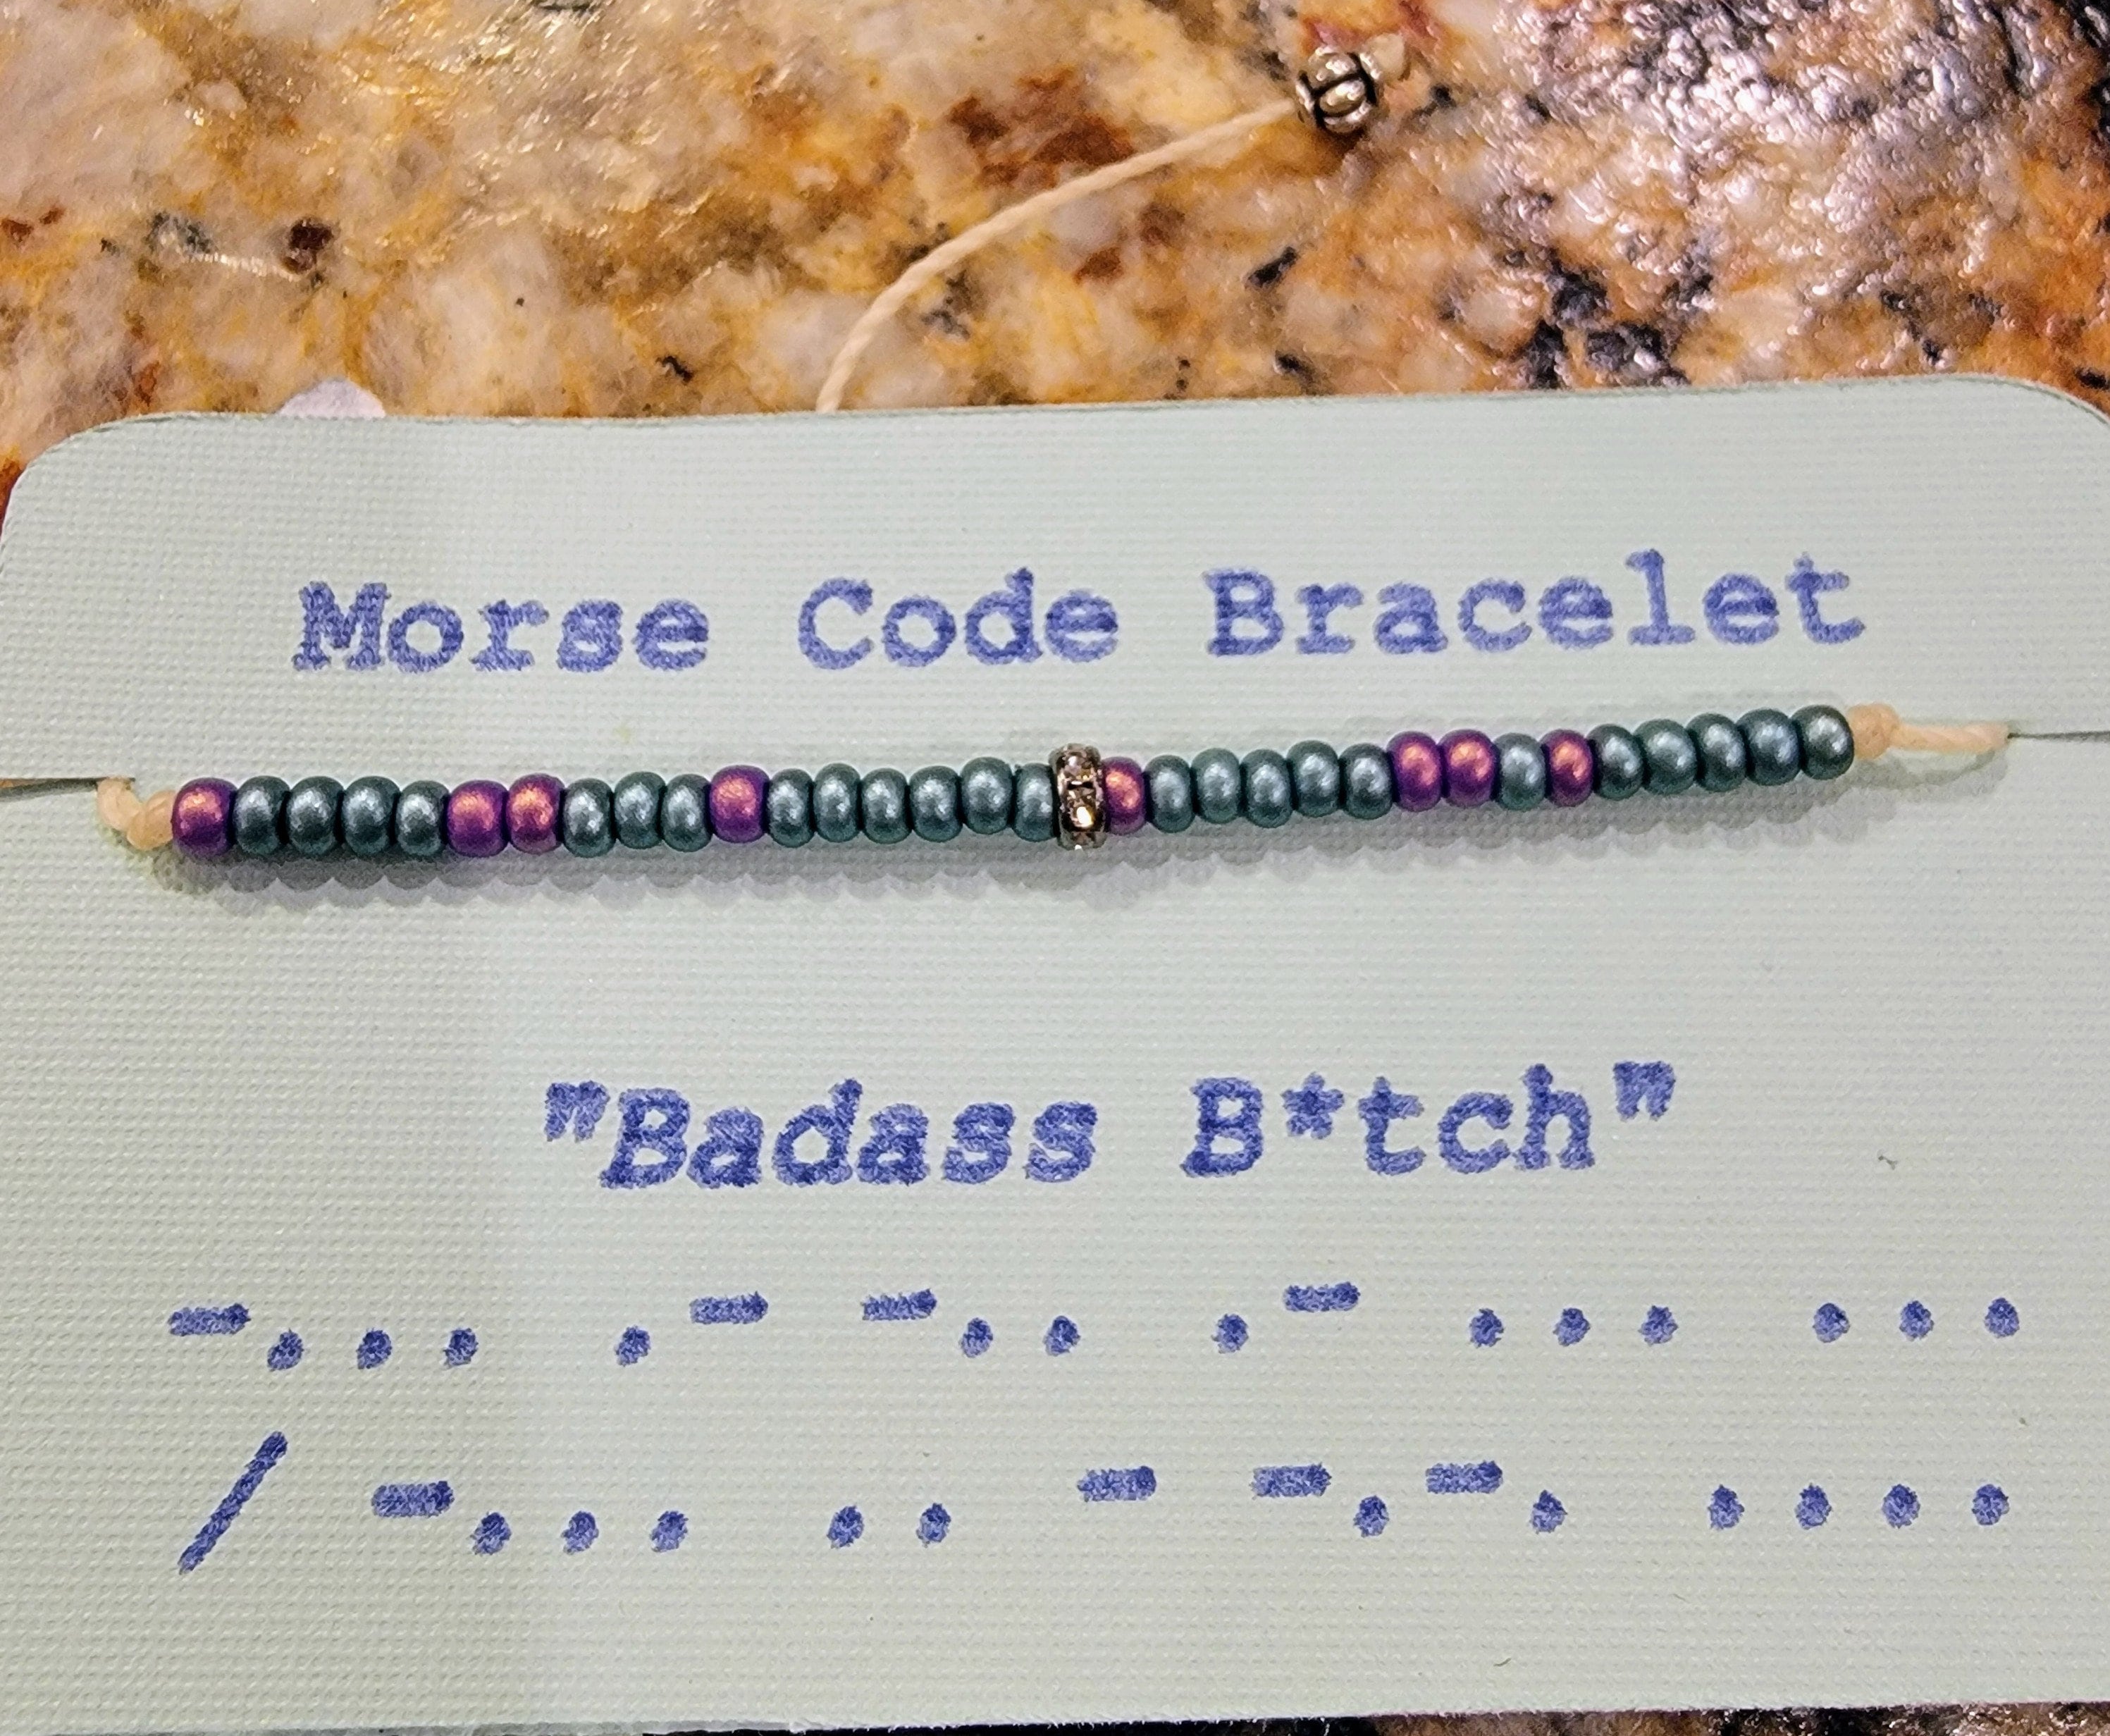 Morse Code Bracelet
"Badass B*tch"
-... .- -.. .- ... ...
/ -... .. - -.-. ....